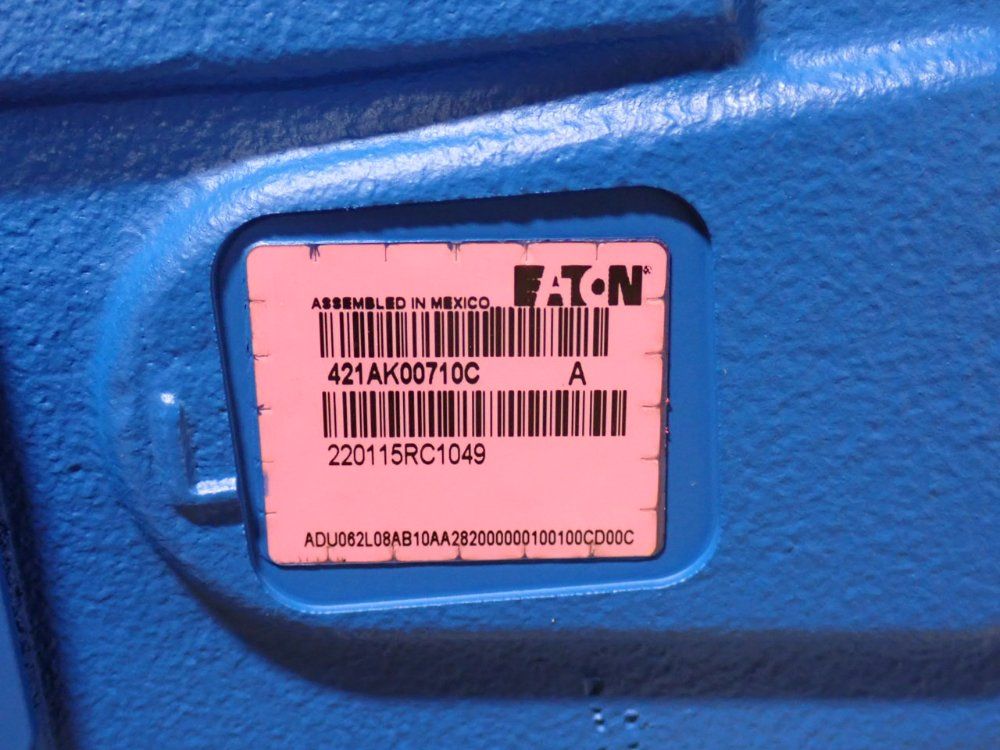 EATON
ASSEMBLED IN MEXICO
421AK00710C A
220115RC1049
ADU062L08AB10AA282000000100100CD00C